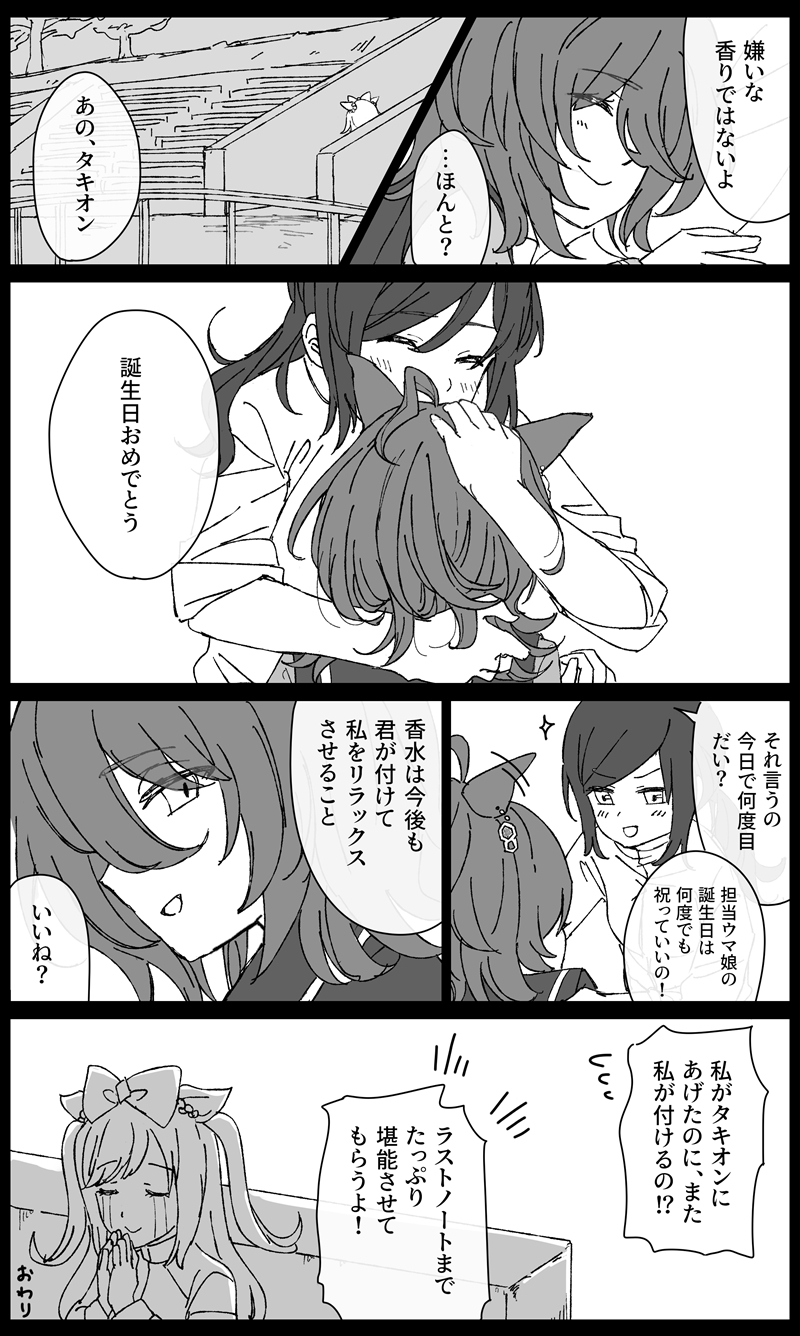 嫌いな
香りではないよ
…ほんと？
あの、タキオン
誕生日おめでとう
それ言うの
今日で何度目
だい？
担当ウマ娘の
誕生日は
何度でも
祝っていいの！
香水は今後も
君が付けて
私をリラックス
させること
いいね？
私がタキオンに
あげたのに、また
私が付けるの!?
ラストノートまで
たっぷり
堪能させて
もらうよ！
おわり